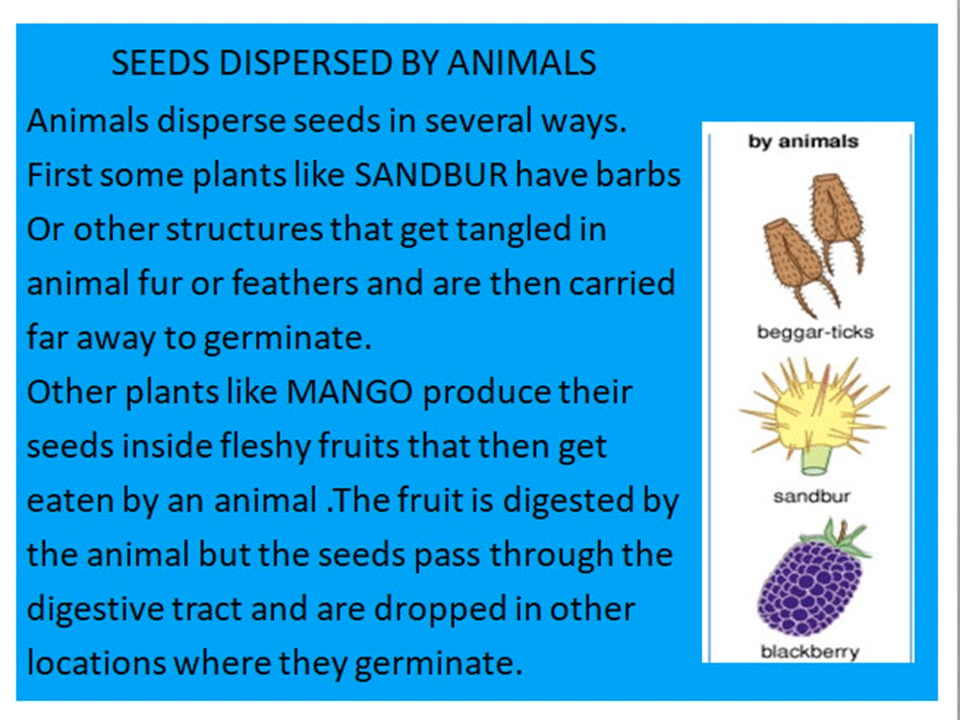 SEEDS DISPERSED BY ANIMALS
Animals disperse seeds in several ways.
First some plants like SANDBUR have barbs
Or other structures that get tangled in
animal fur or feathers and are then carried
far away to germinate.
Other plants like MANGO produce their
seeds inside fleshy fruits that then get
eaten by an animal .The fruit is digested by
the animal but the seeds pass through the
digestive tract and are dropped in other
locations where they germinate.
by animals
beggar-ticks
sandbur
blackberry